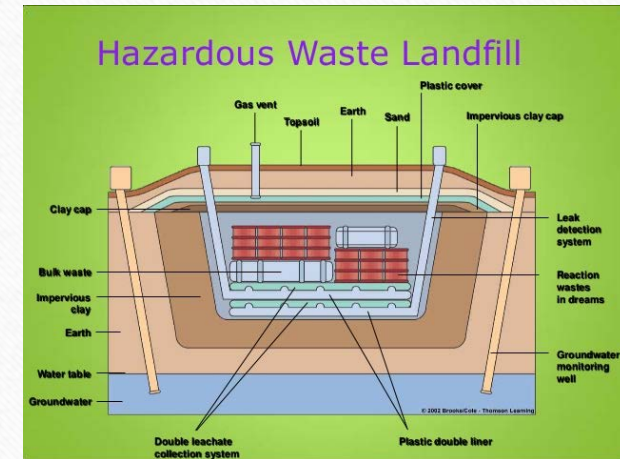 Hazardous Waste Landfill
Plastic cover
Gas vent
Earth
Topsoil
Sand
Impervious clay cap
Clay cap
Leak
detection
system
Bulk waste
Reaction
wastes
in dreams
Impervious
clay
Earth
Groundwater
monitoring
well
Water table
Groundwater
© 2002 Brooks/Cole - Thomson Learning
Double leachate
collection system
Plastic double liner